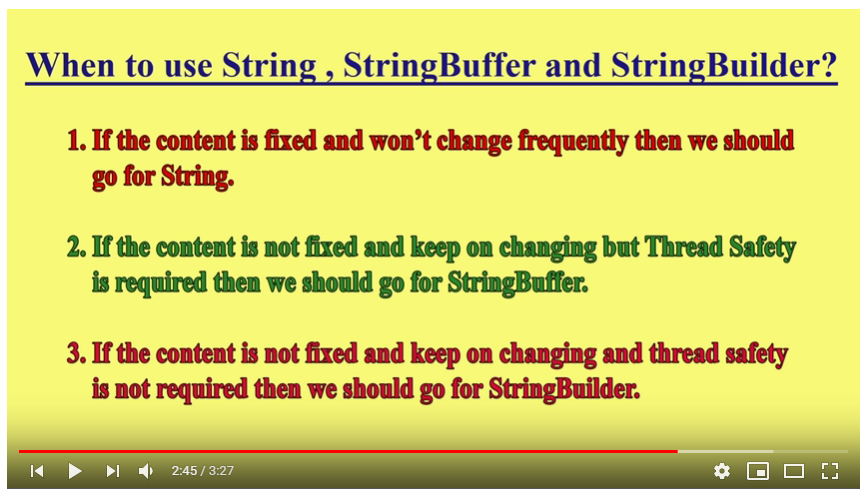 When to use String , StringBuffer and StringBuilder?
1. If the content is fixed and won't change frequently then we should
go for String.
2. If the content is not fixed and keep on changing but Thread Safety
is required then we should go for StringBuffer.
3. If the content is not fixed and keep on changing and thread safety
is not required then we should go for StringBuilder.
2:45 / 3:27